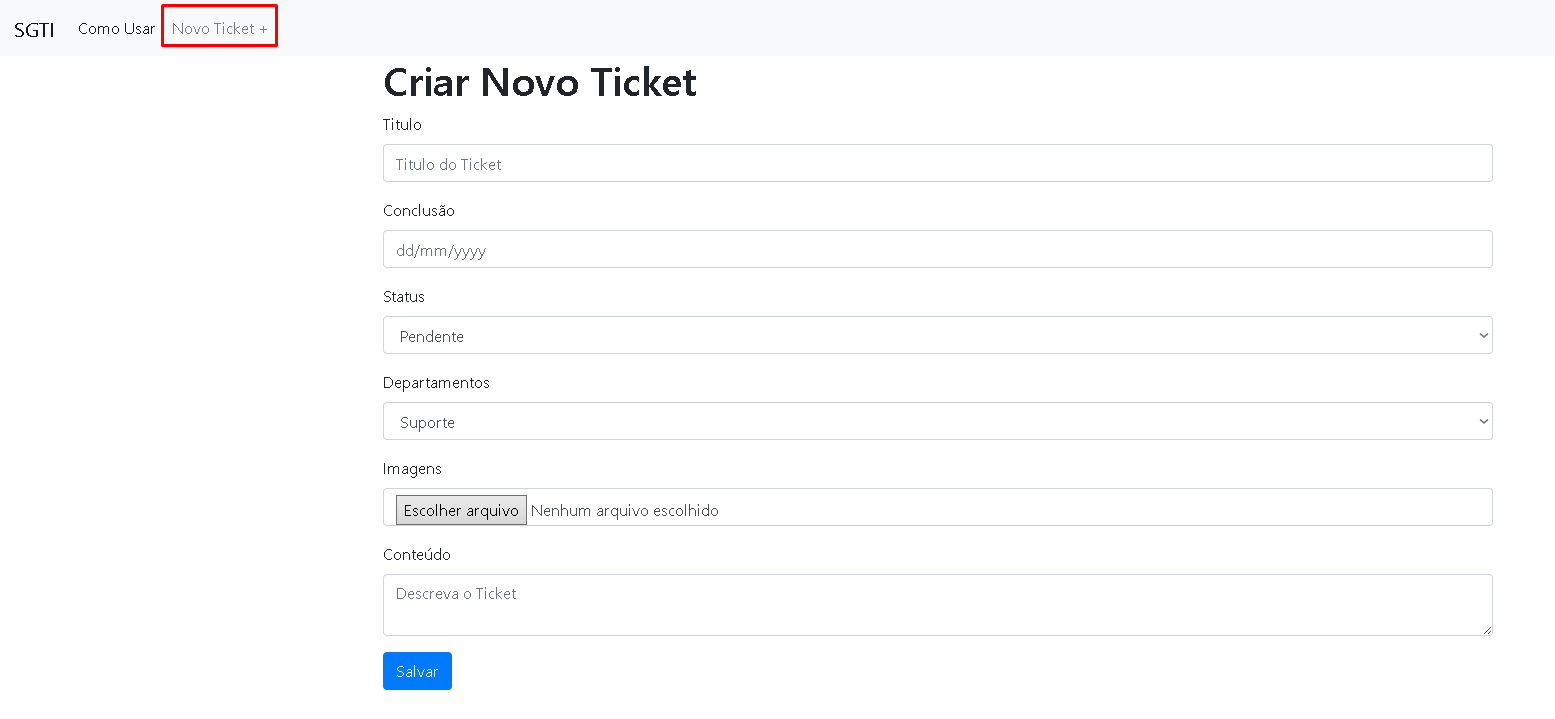 SGTI Como Usar Novo Ticket +
Criar Novo Ticket
Titulo
Titulo do Ticket
Conclusão
dd/mm/yyyy
Status
Pendente
Departamentos
Suporte
Imagens
Escolher arquivo Nenhum arquivo escolhido
Conteúdo
Descreva o Ticket
Salvar